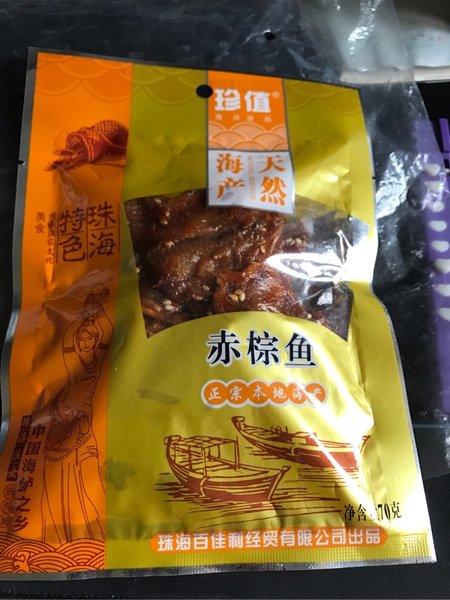 珍值®
天然
海产
珠海
特色
美食
赤棕鱼
正宗本地海产
中国海鲈之乡
净含 70克
珠海百佳利经贸有限公司出品